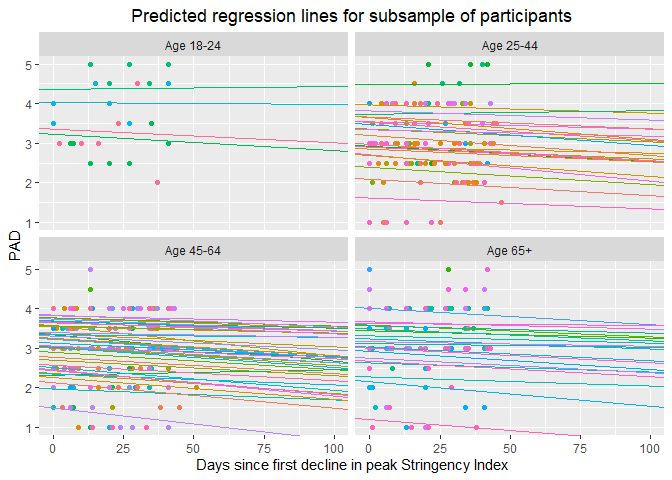 Predicted regression lines for subsample of participants
Age 18-24
Age 25-44
5
4
3
2
1
PAD
Age 45-64
Age 65+
5
4
3
2
1
0
25
50
75
100
0
25
50
75
100
Days since first decline in peak Stringency Index